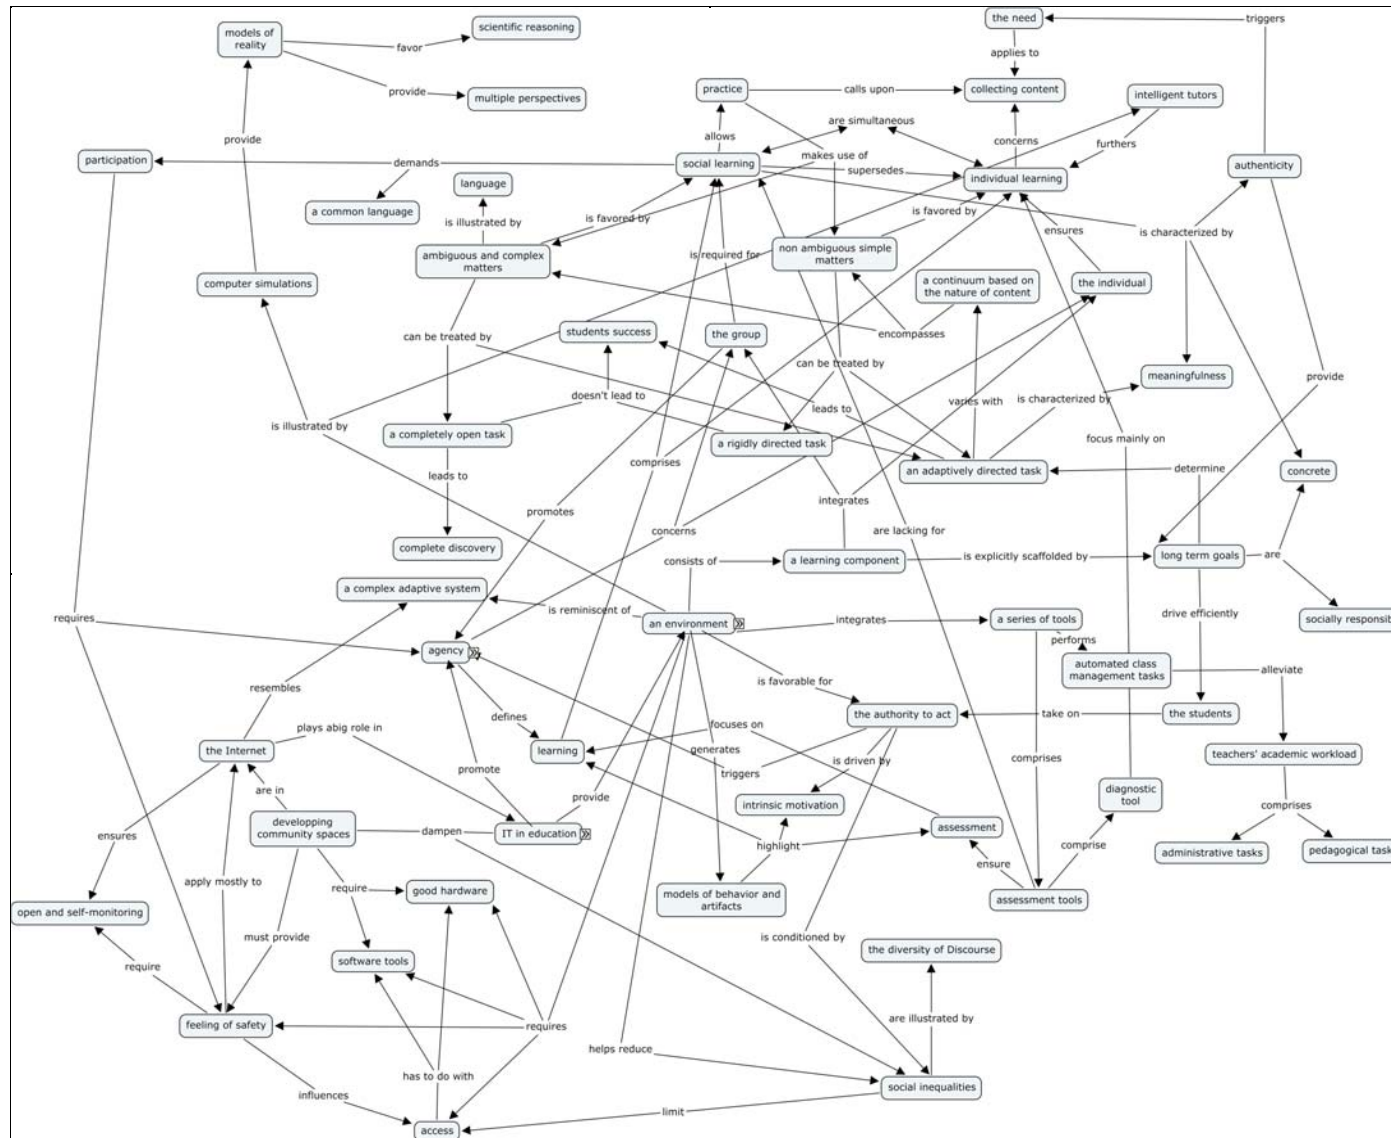 the need
triggers
models of
reality
scientific reasoning
favor
applies to
provide
multiple perspectives
practice
calls upon
collecting content
intelligent tutors
are simultaneous
provide
allows
concerns
furthers
participation
demands
social learning
makes use of
supersedes
individual learning
authenticity
language
a common language
is illustrated by
is favored by
is favored by
ensures
is characterized by
ambiguous and complex
matters
is required for
non ambiguous simple
matters
computer simulations
a continuum based on
the nature of content
the individual
can be treated by
students success
the group
encompasses
can be treated by
meaningfulness
provide
doesn't lead to
leads to
varies with
is characterized by
is illustrated by
a completely open task
a rigidly directed task
focus mainly on
comprises
an adaptively directed task
determine
concrete
leads to
promotes
integrates
are lacking for
concerns
complete discovery
consists of
a learning component
is explicitly scaffolded by
long term goals
are
a complex adaptive system
is reminiscent of
requires
an environment
integrates
a series of tools
drive efficiently
socially responsib
performs
agency
automated class
management tasks
alleviate
resembles
is favorable for
defines
the authority to act
take on
the students
plays abig role in
focuses on
the Internet
learning
generates
is driven by
comprises
teachers' academic workload
promote
triggers
are in
provide
intrinsic motivation
diagnostic
tool
comprises
ensures
developping
community spaces
dampen
IT in education
assessment
highlight
comprise
administrative tasks
pedagogical task
ensure
apply mostly to
require
good hardware
models of behavior and
artifacts
assessment tools
open and self-monitoring
must provide
is conditioned by
the diversity of Discourse
require
software tools
feeling of safety
requires
are illustrated by
helps reduce
has to do with
influences
social inequalities
limit
access